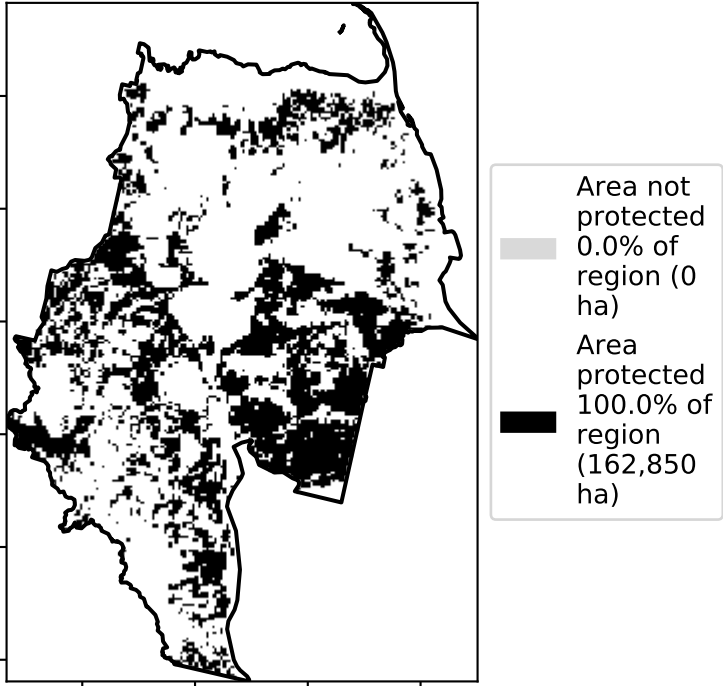 Area not
protected
0.0% of
region (0
ha)
Area
protected
100.0% of
region
(162,850
ha)